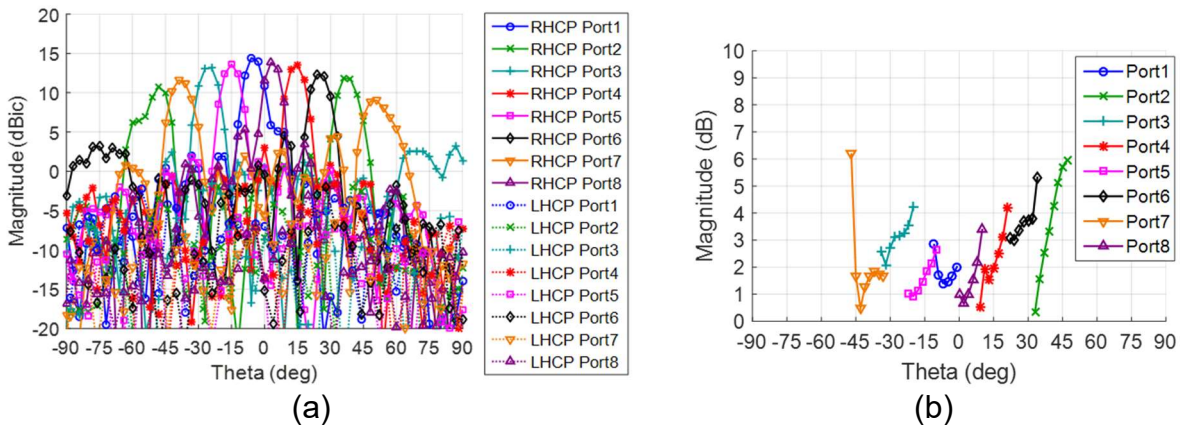 20
15
10
5
0
-5
-10
-15
-20
Magnitude (dBic)
-90 -75 -60 -45 -30 -15 0 15 30 45 60 75 90
Theta (deg)
RHCP Port1
RHCP Port2
RHCP Port3
RHCP Port4
RHCP Port5
RHCP Port6
RHCP Port7
RHCP Port8
LHCP Port1
LHCP Port2
LHCP Port3
LHCP Port4
LHCP Port5
LHCP Port6
LHCP Port7
LHCP Port8
(a)
10
9
8
7
6
5
4
3
2
1
0
Magnitude (dB)
-90 -75 -60 -45 -30 -15 0 15 30 45 60 75 90
Theta (deg)
Port1
Port2
Port3
Port4
Port5
Port6
Port7
Port8
(b)